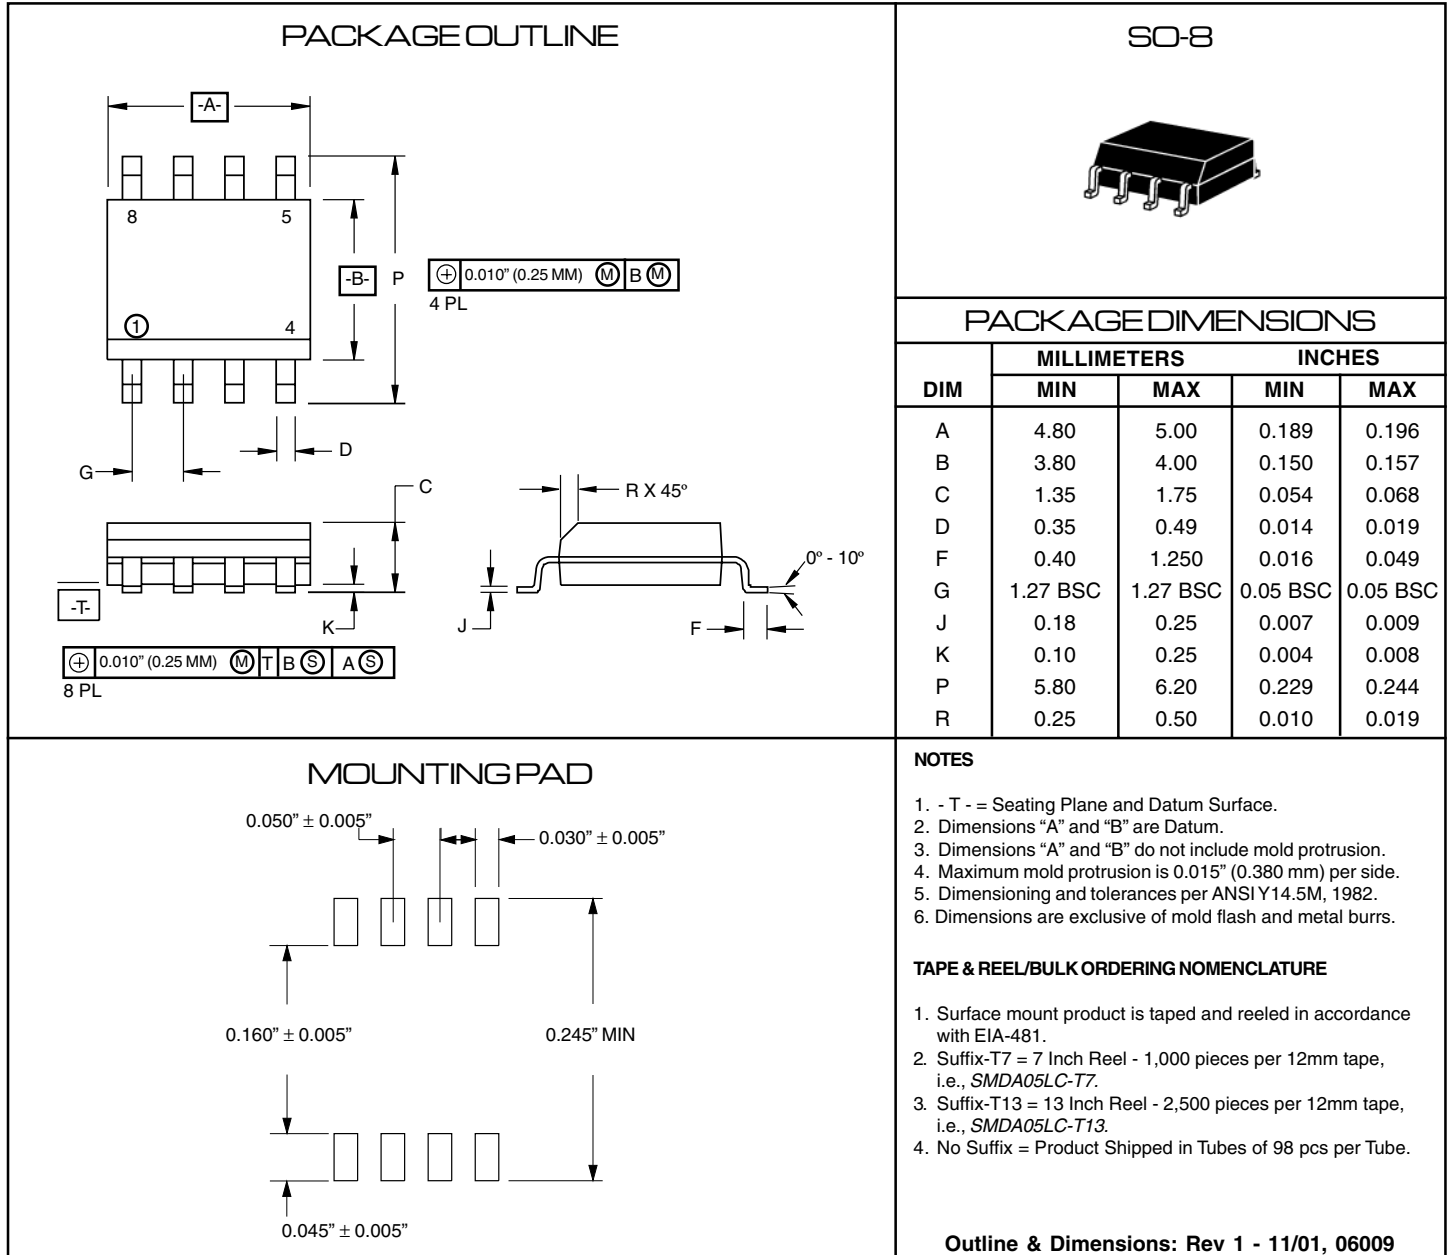 PACKAGE OUTLINE
-A-
8 5
-B- P
0.010” (0.25 MM) M B M
4 PL
1 4
D
G
C
R X 45º
0º - 10º
-T-
K
J
F
0.010” (0.25 MM) M T B S A S
8 PL
SO-8
PACKAGE DIMENSIONS
MILLIMETERS INCHES
DIM MIN MAX MIN MAX
A 4.80 5.00 0.189 0.196
B 3.80 4.00 0.150 0.157
C 1.35 1.75 0.054 0.068
D 0.35 0.49 0.014 0.019
F 0.40 1.250 0.016 0.049
G 1.27 BSC 1.27 BSC 0.05 BSC 0.05 BSC
J 0.18 0.25 0.007 0.009
K 0.10 0.25 0.004 0.008
P 5.80 6.20 0.229 0.244
R 0.25 0.50 0.010 0.019
MOUNTING PAD
0.050” ± 0.005”
0.030” ± 0.005”
0.160” ± 0.005”
0.245” MIN
0.045” ± 0.005”
NOTES
1. - T - = Seating Plane and Datum Surface.
2. Dimensions “A” and “B” are Datum.
3. Dimensions “A” and “B” do not include mold protrusion.
4. Maximum mold protrusion is 0.015” (0.380 mm) per side.
5. Dimensioning and tolerances per ANSI Y14.5M, 1982.
6. Dimensions are exclusive of mold flash and metal burrs.
TAPE & REEL/BULK ORDERING NOMENCLATURE
1. Surface mount product is taped and reeled in accordance
with EIA-481.
2. Suffix-T7 = 7 Inch Reel - 1,000 pieces per 12mm tape,
i.e., SMDA05LC-T7.
3. Suffix-T13 = 13 Inch Reel - 2,500 pieces per 12mm tape,
i.e., SMDA05LC-T13.
4. No Suffix = Product Shipped in Tubes of 98 pcs per Tube.
Outline & Dimensions: Rev 1 - 11/01, 06009